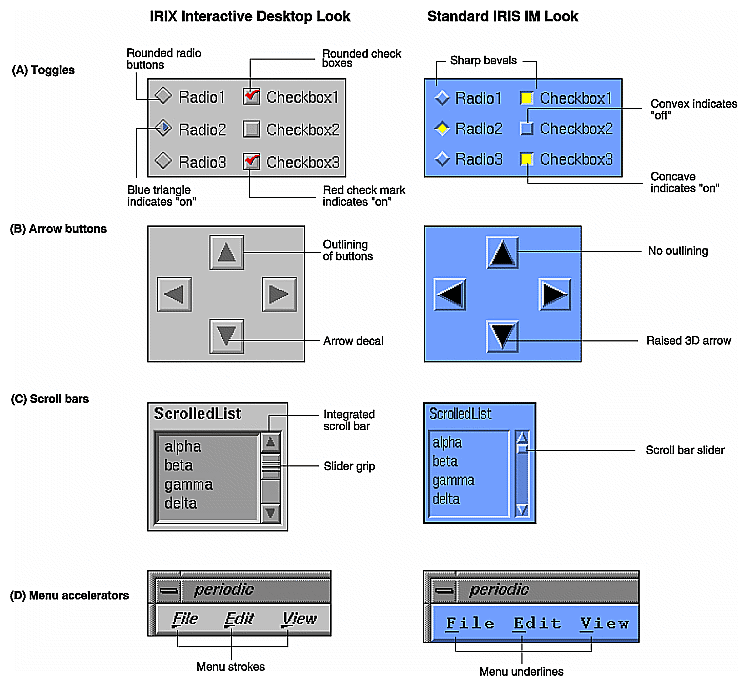 IRIX Interactive Desktop Look
Standard IRIS IM Look
(A) Toggles
Rounded radio
buttons
Rounded check
boxes
Radio1
Checkbox1
Radio2
Checkbox2
Radio3
Checkbox3
Blue triangle
indicates "on"
Red check mark
indicates "on"
Sharp bevels
Radio1
Checkbox1
Radio2
Checkbox2
Radio3
Checkbox3
Convex indicates
"off"
Concave
indicates "on"
(B) Arrow buttons
Outlining
of buttons
Arrow decal
No outlining
Raised 3D arrow
(C) Scroll bars
ScrolledList
alpha
beta
gamma
delta
Integrated
scroll bar
Slider grip
ScrolledList
alpha
beta
gamma
delta
Scroll bar slider
(D) Menu accelerators
periodic
File Edit View
Menu strokes
periodic
File Edit View
Menu underlines